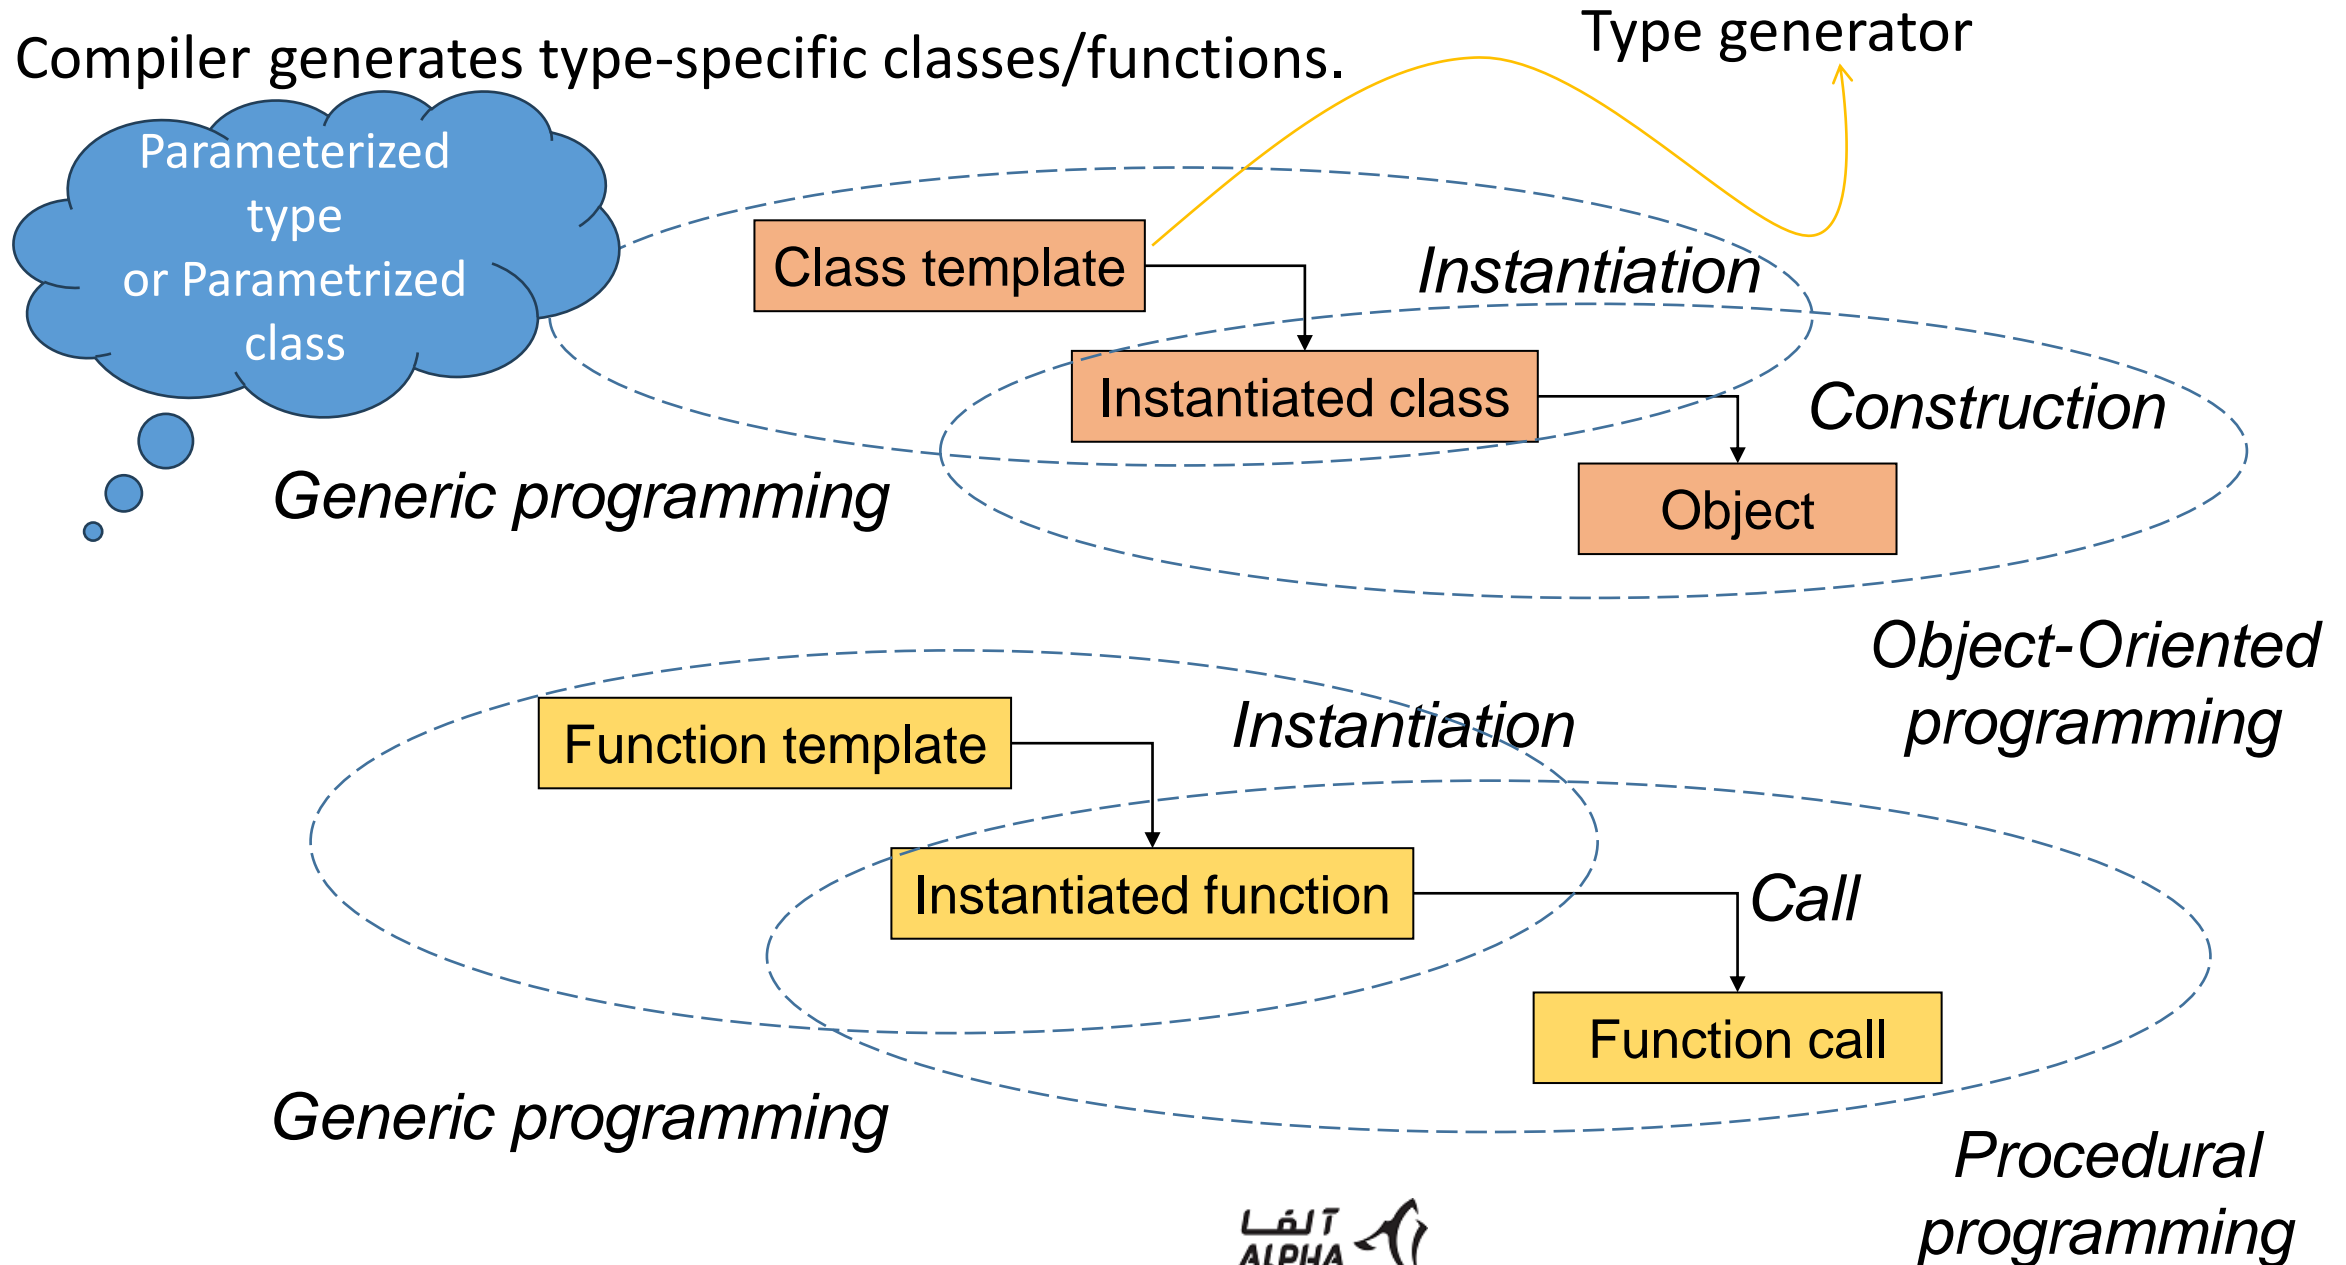 Compiler generates type-specific classes/functions.
Type generator
Parameterized
type
or Parametrized
class
Class template
Instantiation
Instantiated class
Construction
Generic programming
Object
Object-Oriented
programming
Function template
Instantiation
Instantiated function
Call
Function call
Generic programming
Procedural
programming
آلفا
ALPHA